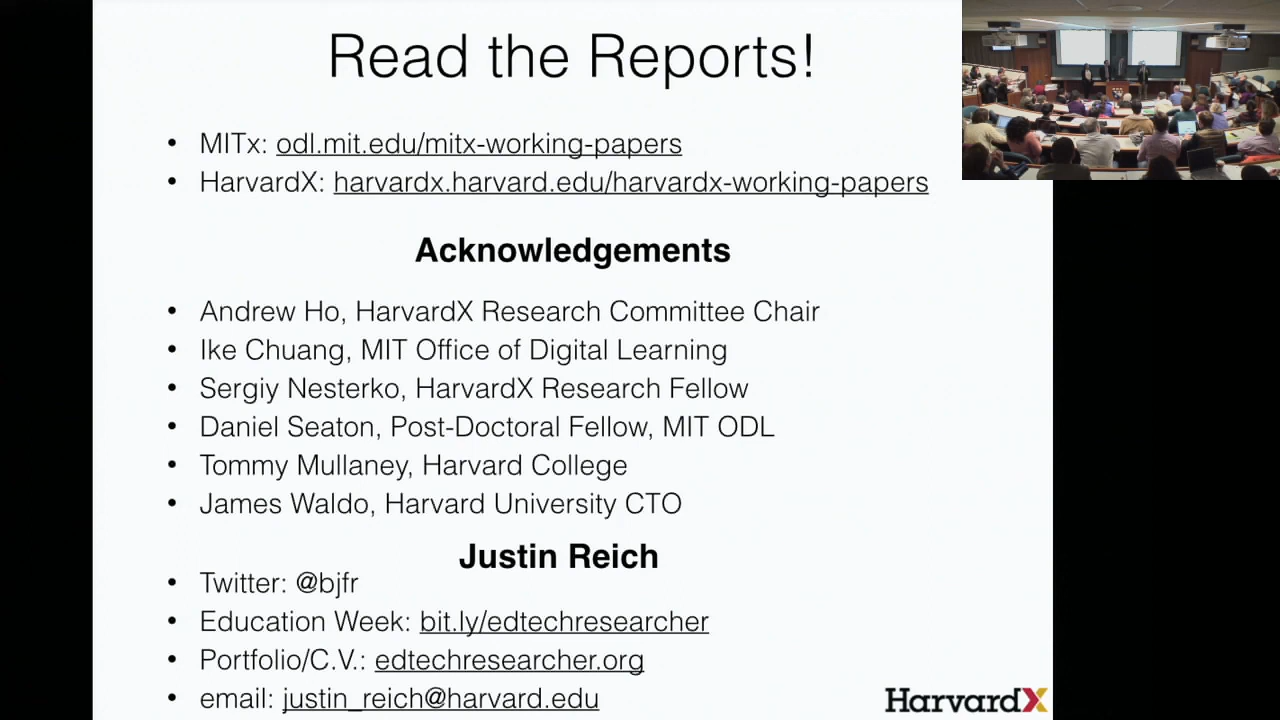 Read the Reports!
• MITx: odl.mit.edu/mitx-working-papers
• HarvardX: harvardx.harvard.edu/harvardx-working-papers
Acknowledgements
• Andrew Ho, HarvardX Research Committee Chair
• Ike Chuang, MIT Office of Digital Learning
• Sergiy Nesterko, HarvardX Research Fellow
• Daniel Seaton, Post-Doctoral Fellow, MIT ODL
• Tommy Mullaney, Harvard College
• James Waldo, Harvard University CTO
Justin Reich
• Twitter: @bjfr
• Education Week: bit.ly/edtechresearcher
• Portfolio/C.V.: edtechresearcher.org
• email: justin_reich@harvard.edu
HarvardX